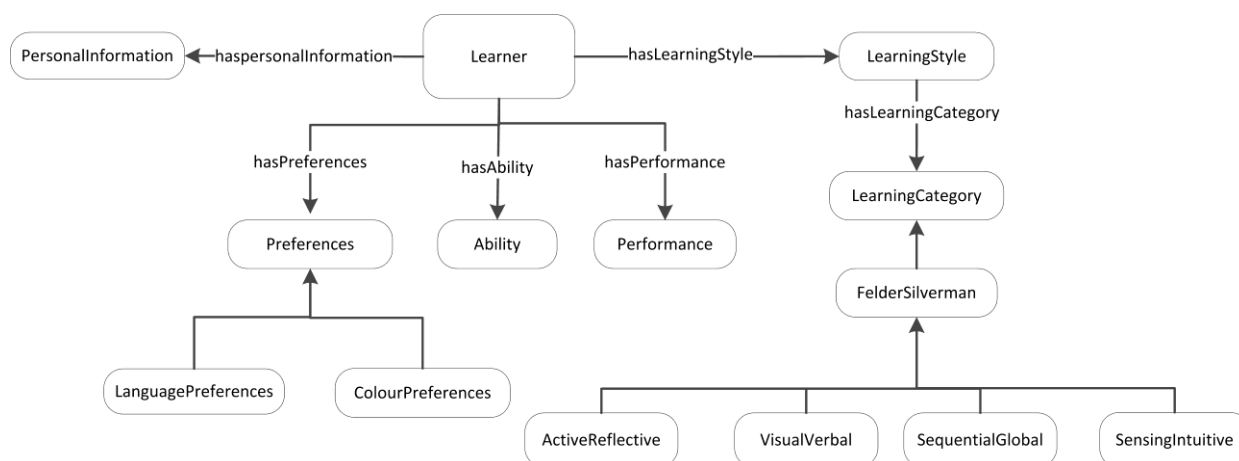 PersonalInformation
haspersonalInformation
Learner
hasLearningStyle
LearningStyle
hasLearningCategory
hasPreferences
hasAbility
hasPerformance
LearningCategory
Preferences
Ability
Performance
FelderSilverman
LanguagePreferences
ColourPreferences
ActiveReflective
VisualVerbal
SequentialGlobal
SensingIntuitive